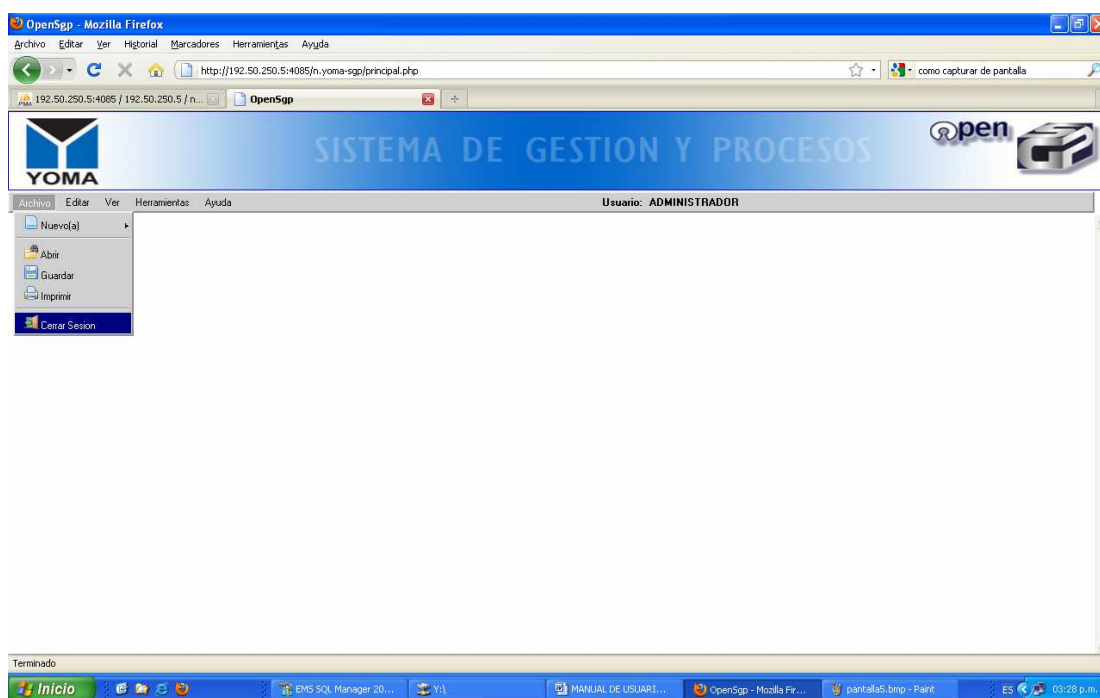 OpenSgp - Mozilla Firefox
Archivo Editar Ver Historial Marcadores Herramientas Ayuda
http://192.50.250.5:4085/n.yoma-sgp/principal.php
como capturar de pantalla
192.50.250.5:4085 / 192.50.250.5 / n...
OpenSgp
YOMA
SISTEMA DE GESTION Y PROCESOS
open
Archivo Editar Ver Herramientas Ayuda
Usuario: ADMINISTRADOR
Nuevo(a)
Abrir
Guardar
Imprimir
Cerrar Sesion
Terminado
Inicio
EMS SQL Manager 20...
Y:\
MANUAL DE USUARI...
OpenSgp - Mozilla Fir...
pantalla5.bmp - Paint
ES
03:28 p.m.